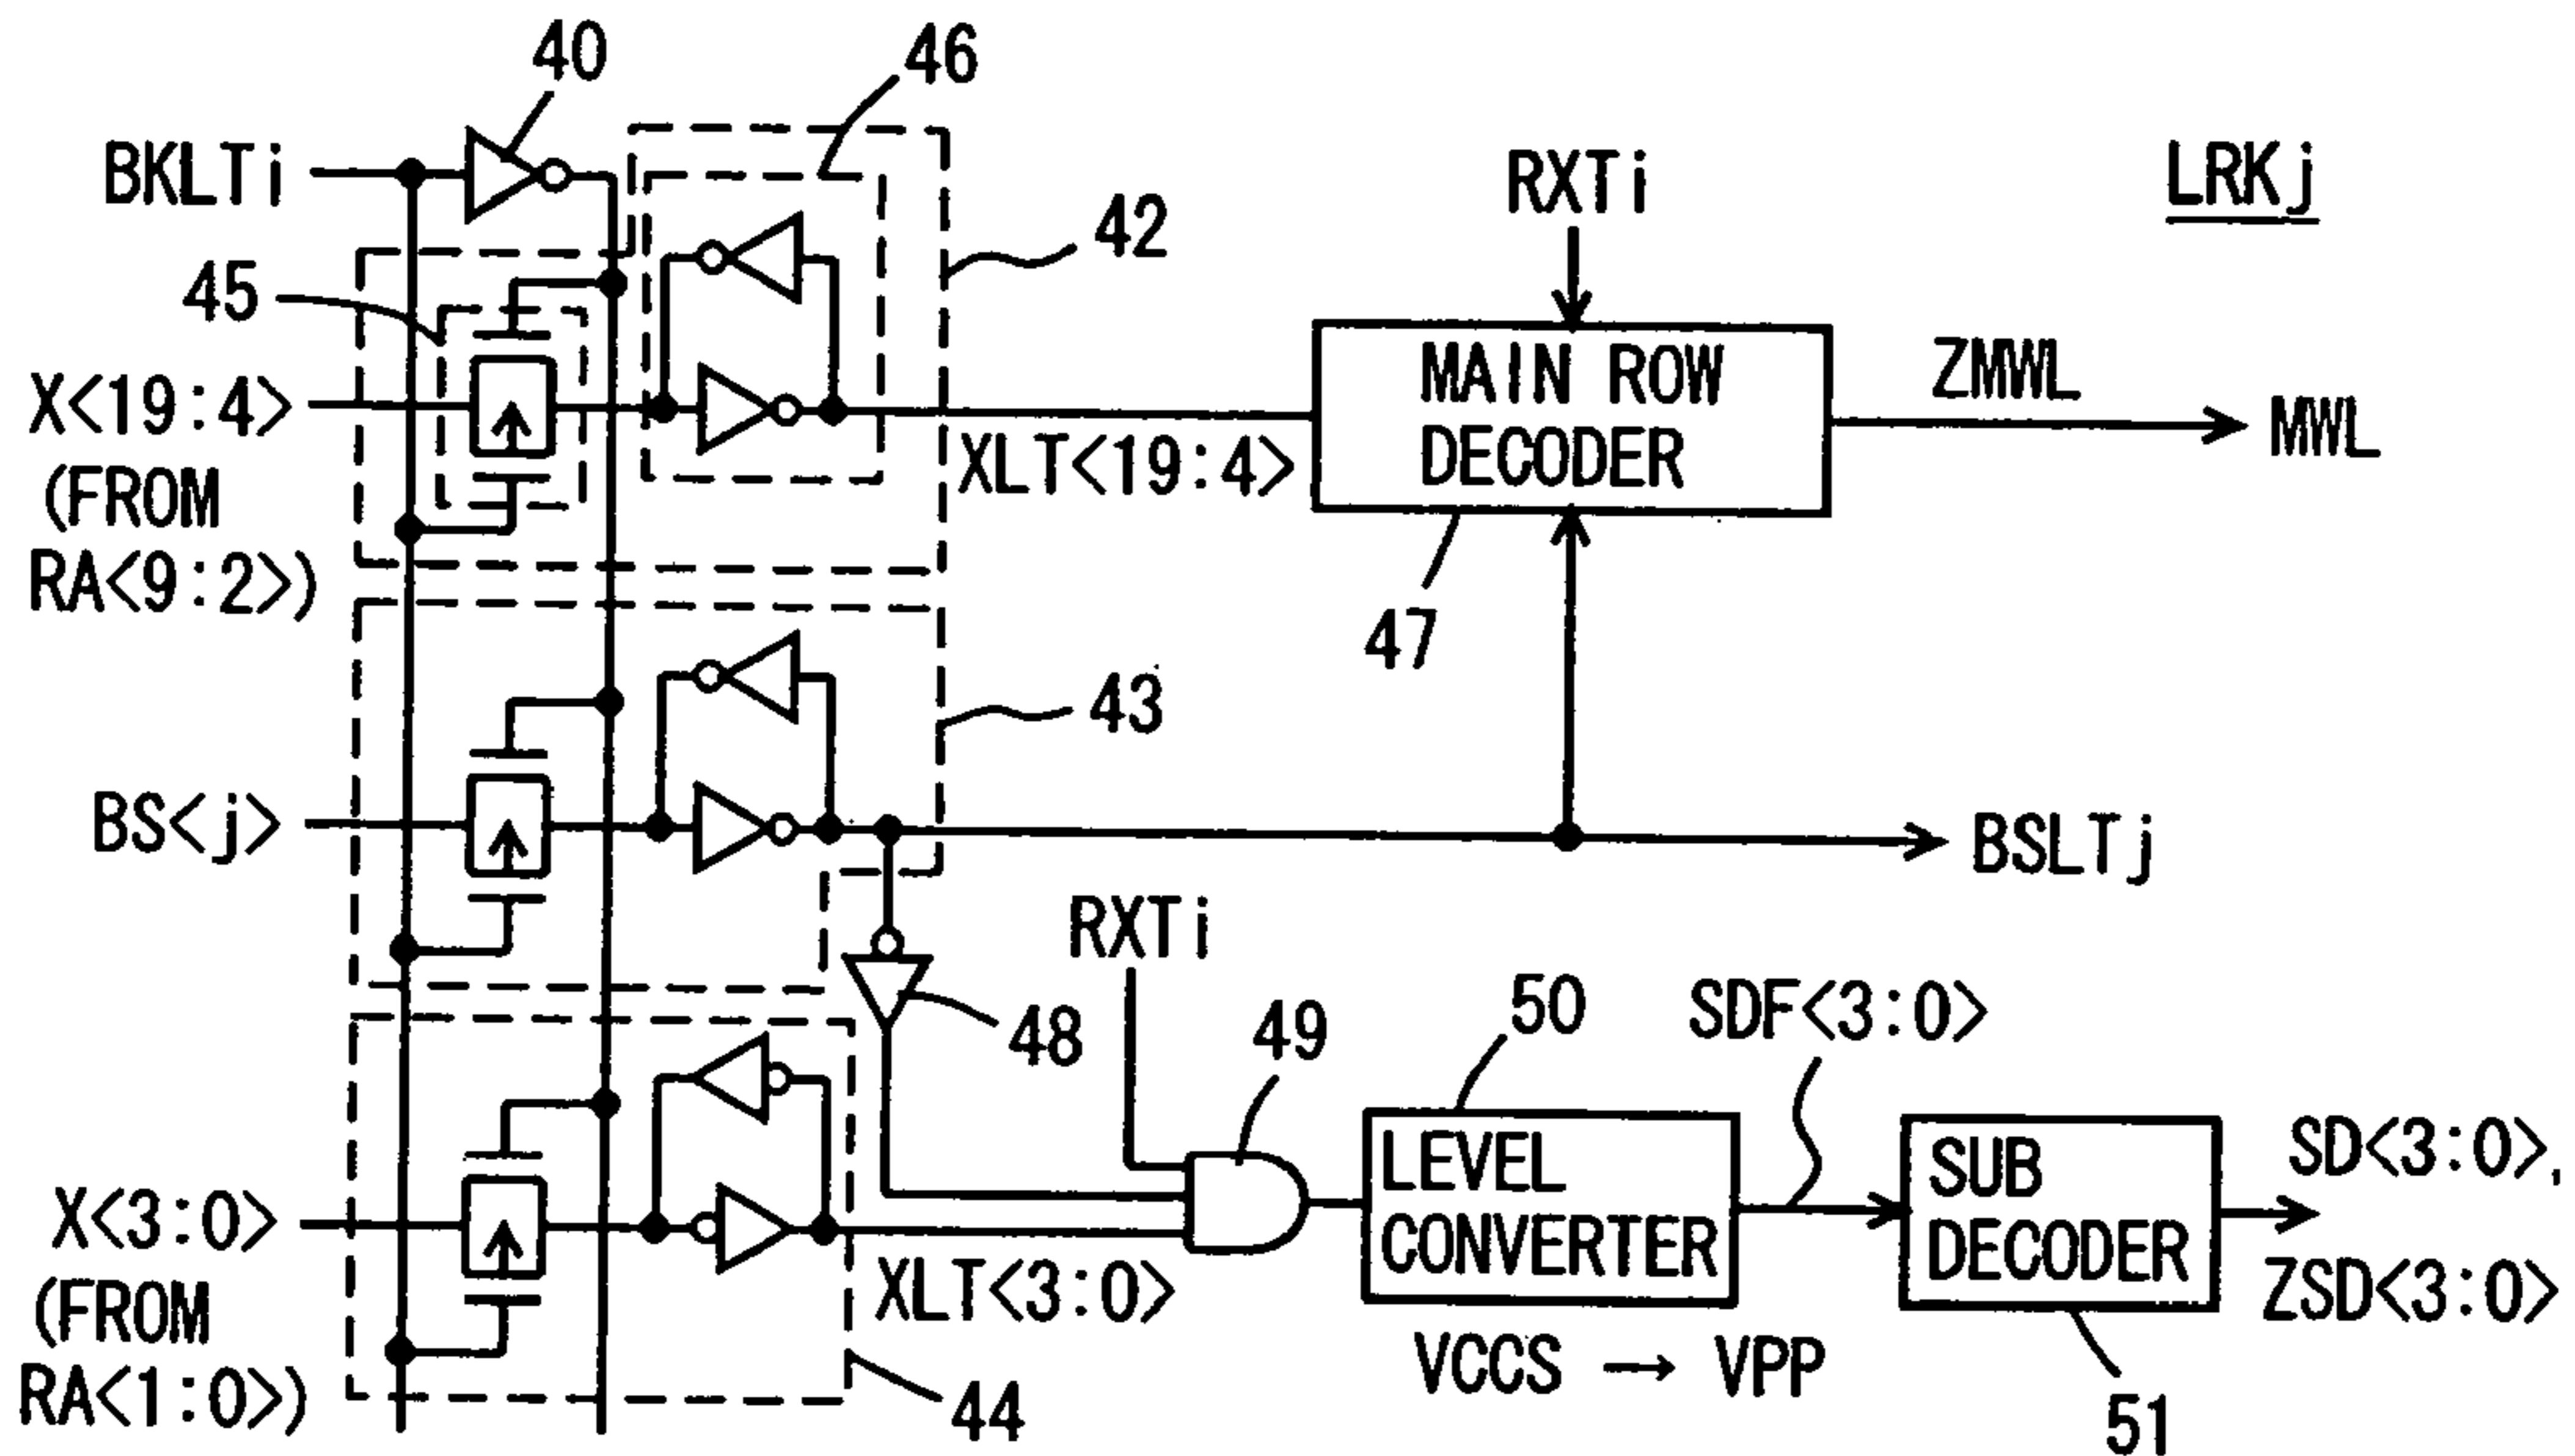 40
46
BKLTi
42
RXTi
LRKj
45
X<19:4>
(FROM
RA<9:2>)
XLT<19:4>
MAIN ROW
DECODER
ZMWL
MWL
47
43
BS<j>
BSLTj
RXTi
48
49
50
SDF<3:0>
X<3:0>
(FROM
RA<1:0>)
XLT<3:0>
LEVEL
CONVERTER
SUB
DECODER
SD<3:0>,
ZSD<3:0>
VCCS → VPP
44
51